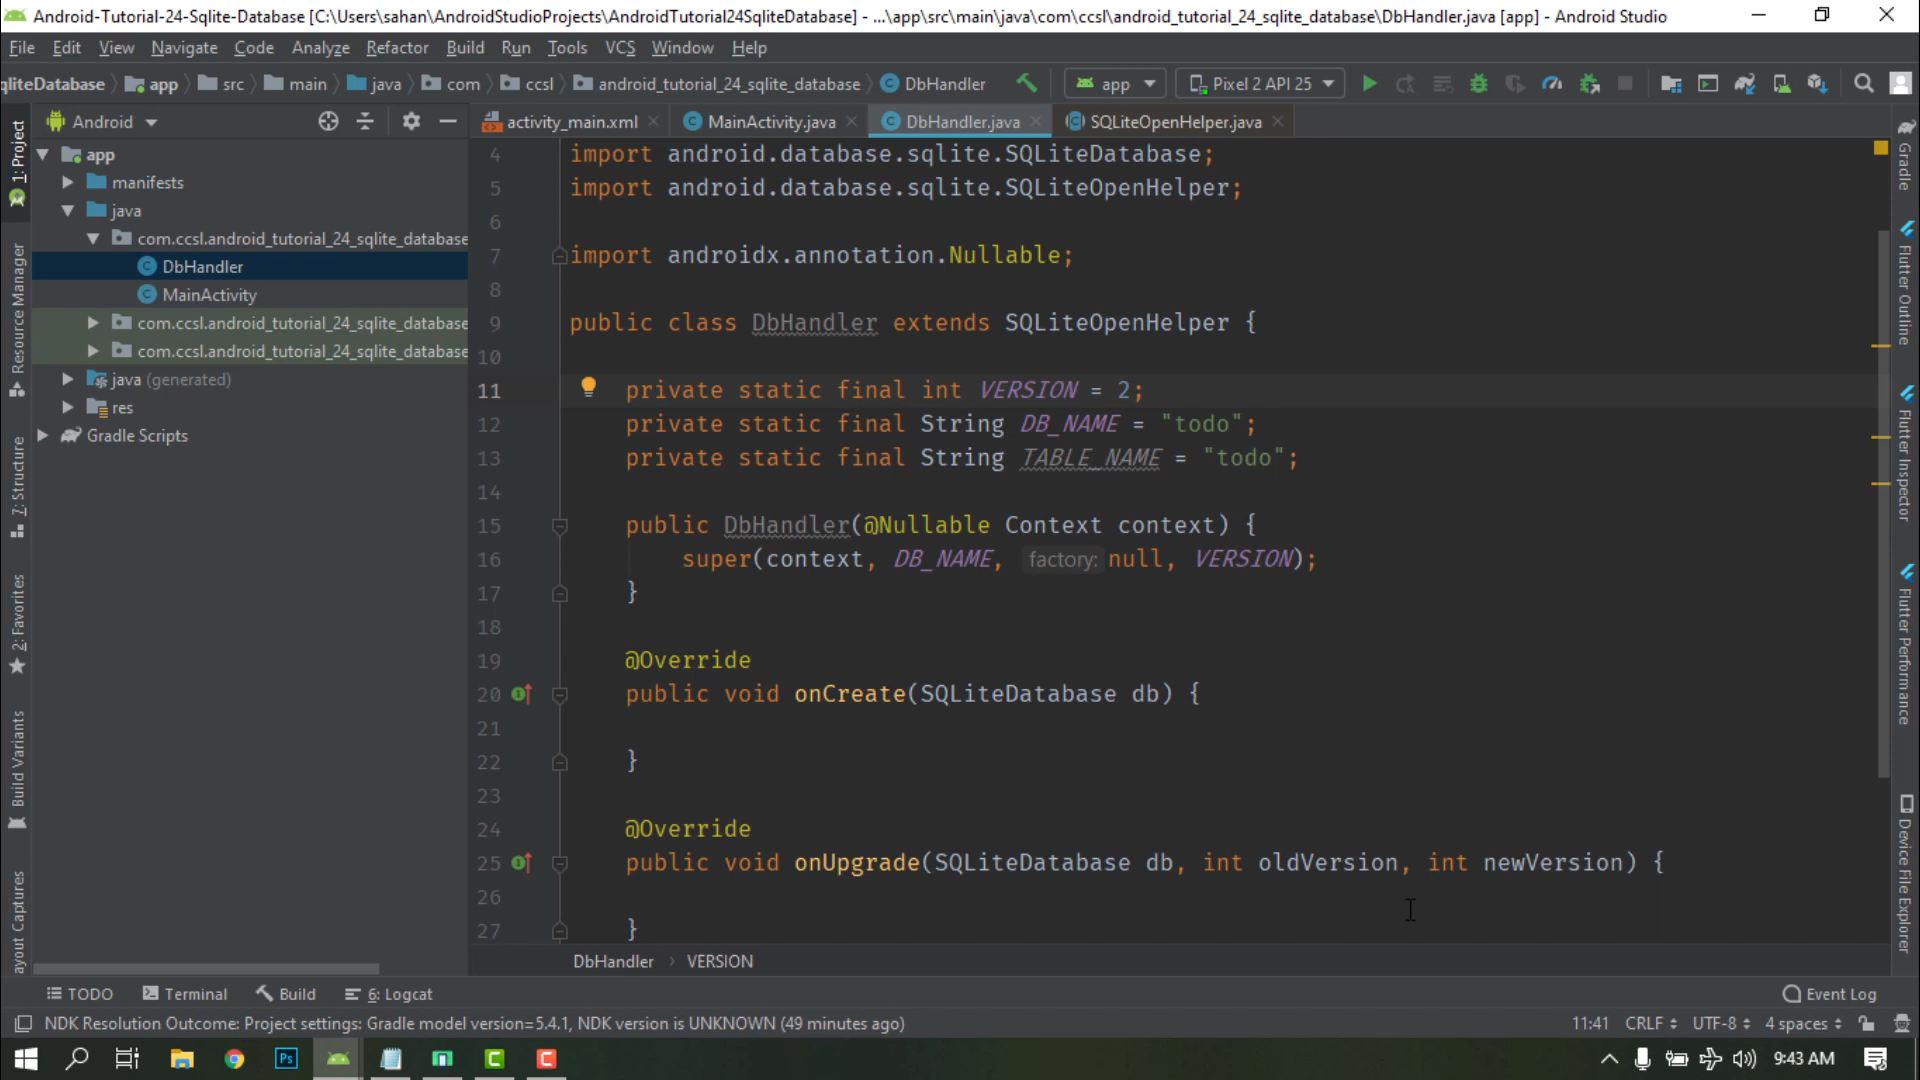 Android-Tutorial-24-Sqlite-Database [C:\Users\sahan\AndroidStudioProjects\AndroidTutorial24SqliteDatabase] - ...\app\src\main\java\com\ccsl\android_tutorial_24_sqlite_database\DbHandler.java [app] - Android Studio
File Edit View Navigate Code Analyze Refactor Build Run Tools VCS Window Help
qliteDatabase app src main java com ccsl android_tutorial_24_sqlite_database DbHandler app Pixel 2 API 25
Android
activity_main.xml MainActivity.java DbHandler.java SQLiteOpenHelper.java
app
manifests
java
com.ccsl.android_tutorial_24_sqlite_database
DbHandler
MainActivity
com.ccsl.android_tutorial_24_sqlite_database
com.ccsl.android_tutorial_24_sqlite_database
java (generated)
res
Gradle Scripts
1: Project
Resource Manager
7: Structure
2: Favorites
Build Variants
ayout Captures
4 import android.database.sqlite.SQLiteDatabase;
5 import android.database.sqlite.SQLiteOpenHelper;
6
7 import androidx.annotation.Nullable;
8
9 public class DbHandler extends SQLiteOpenHelper {
10
11 private static final int VERSION = 2;
12 private static final String DB_NAME = "todo";
13 private static final String TABLE_NAME = "todo";
14
15 public DbHandler(@Nullable Context context) {
16 super(context, DB_NAME, factory: null, VERSION);
17 }
18
19 @Override
20 public void onCreate(SQLiteDatabase db) {
21
22 }
23
24 @Override
25 public void onUpgrade(SQLiteDatabase db, int oldVersion, int newVersion) {
26
27 }
DbHandler › VERSION
Gradle
Flutter Outline
Flutter Inspector
Flutter Performance
Device File Explorer
TODO Terminal Build 6: Logcat Event Log
NDK Resolution Outcome: Project settings: Gradle model version=5.4.1, NDK version is UNKNOWN (49 minutes ago) 11:41 CRLF UTF-8 4 spaces
Ps 9:43 AM